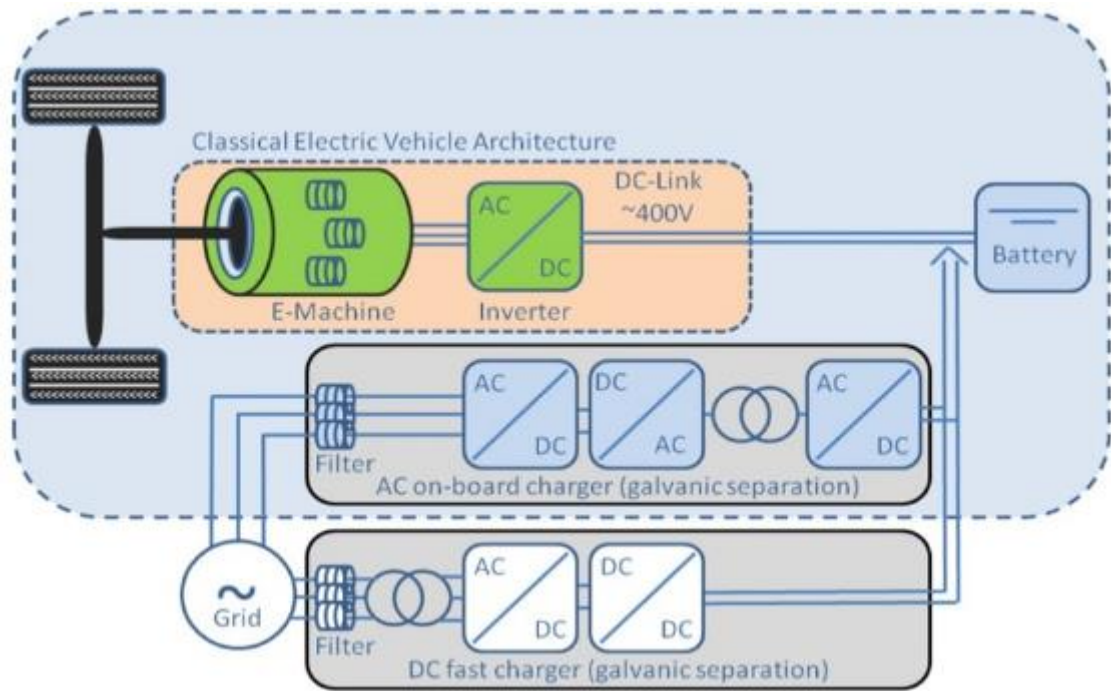 Classical Electric Vehicle Architecture
DC-Link
~400V
AC
DC
Battery
E-Machine
Inverter
AC
DC
DC
AC
AC
DC
Filter
AC on-board charger (galvanic separation)
~
Grid
AC
DC
DC
DC
Filter
DC fast charger (galvanic separation)